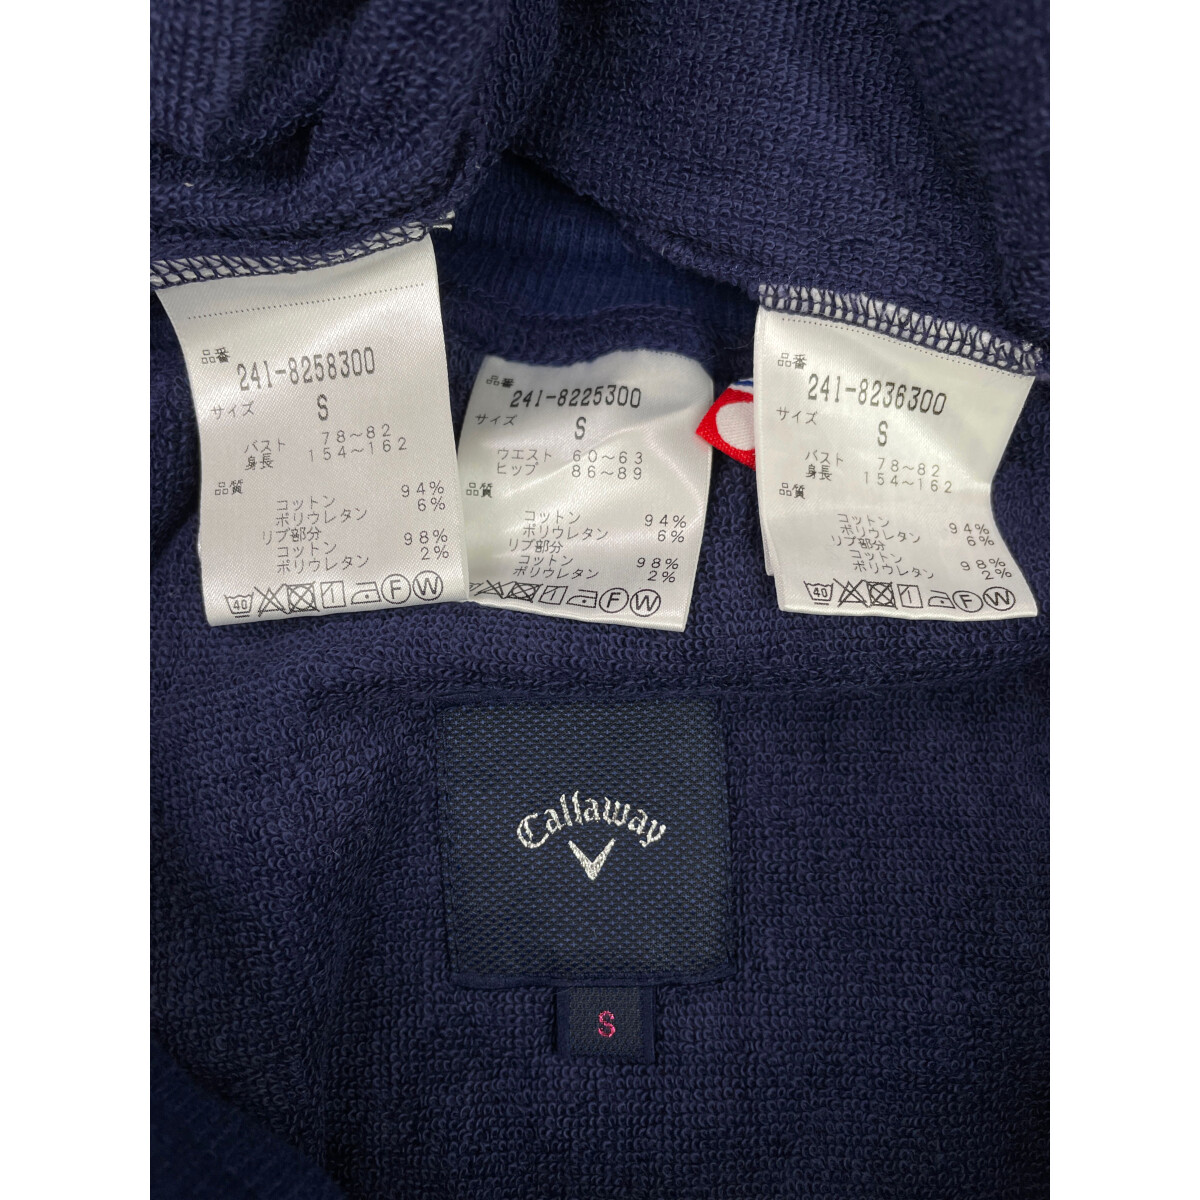 品番
241-8258300
サイズ
S
バスト 78～82
身長 154～162
品質
コットン 94%
ポリウレタン 6%
リブ部分
コットン 98%
ポリウレタン 2%
40 F W
品番
241-8225300
サイズ
S
ウエスト 60～63
ヒップ 86～89
品質
コットン 94%
ポリウレタン 6%
リブ部分
コットン 98%
ポリウレタン 2%
F W
品番
241-8236300
サイズ
S
バスト 78～82
身長 154～162
品質
コットン 94%
ポリウレタン 6%
リブ部分
コットン 98%
ポリウレタン 2%
40 F W
Callaway
S